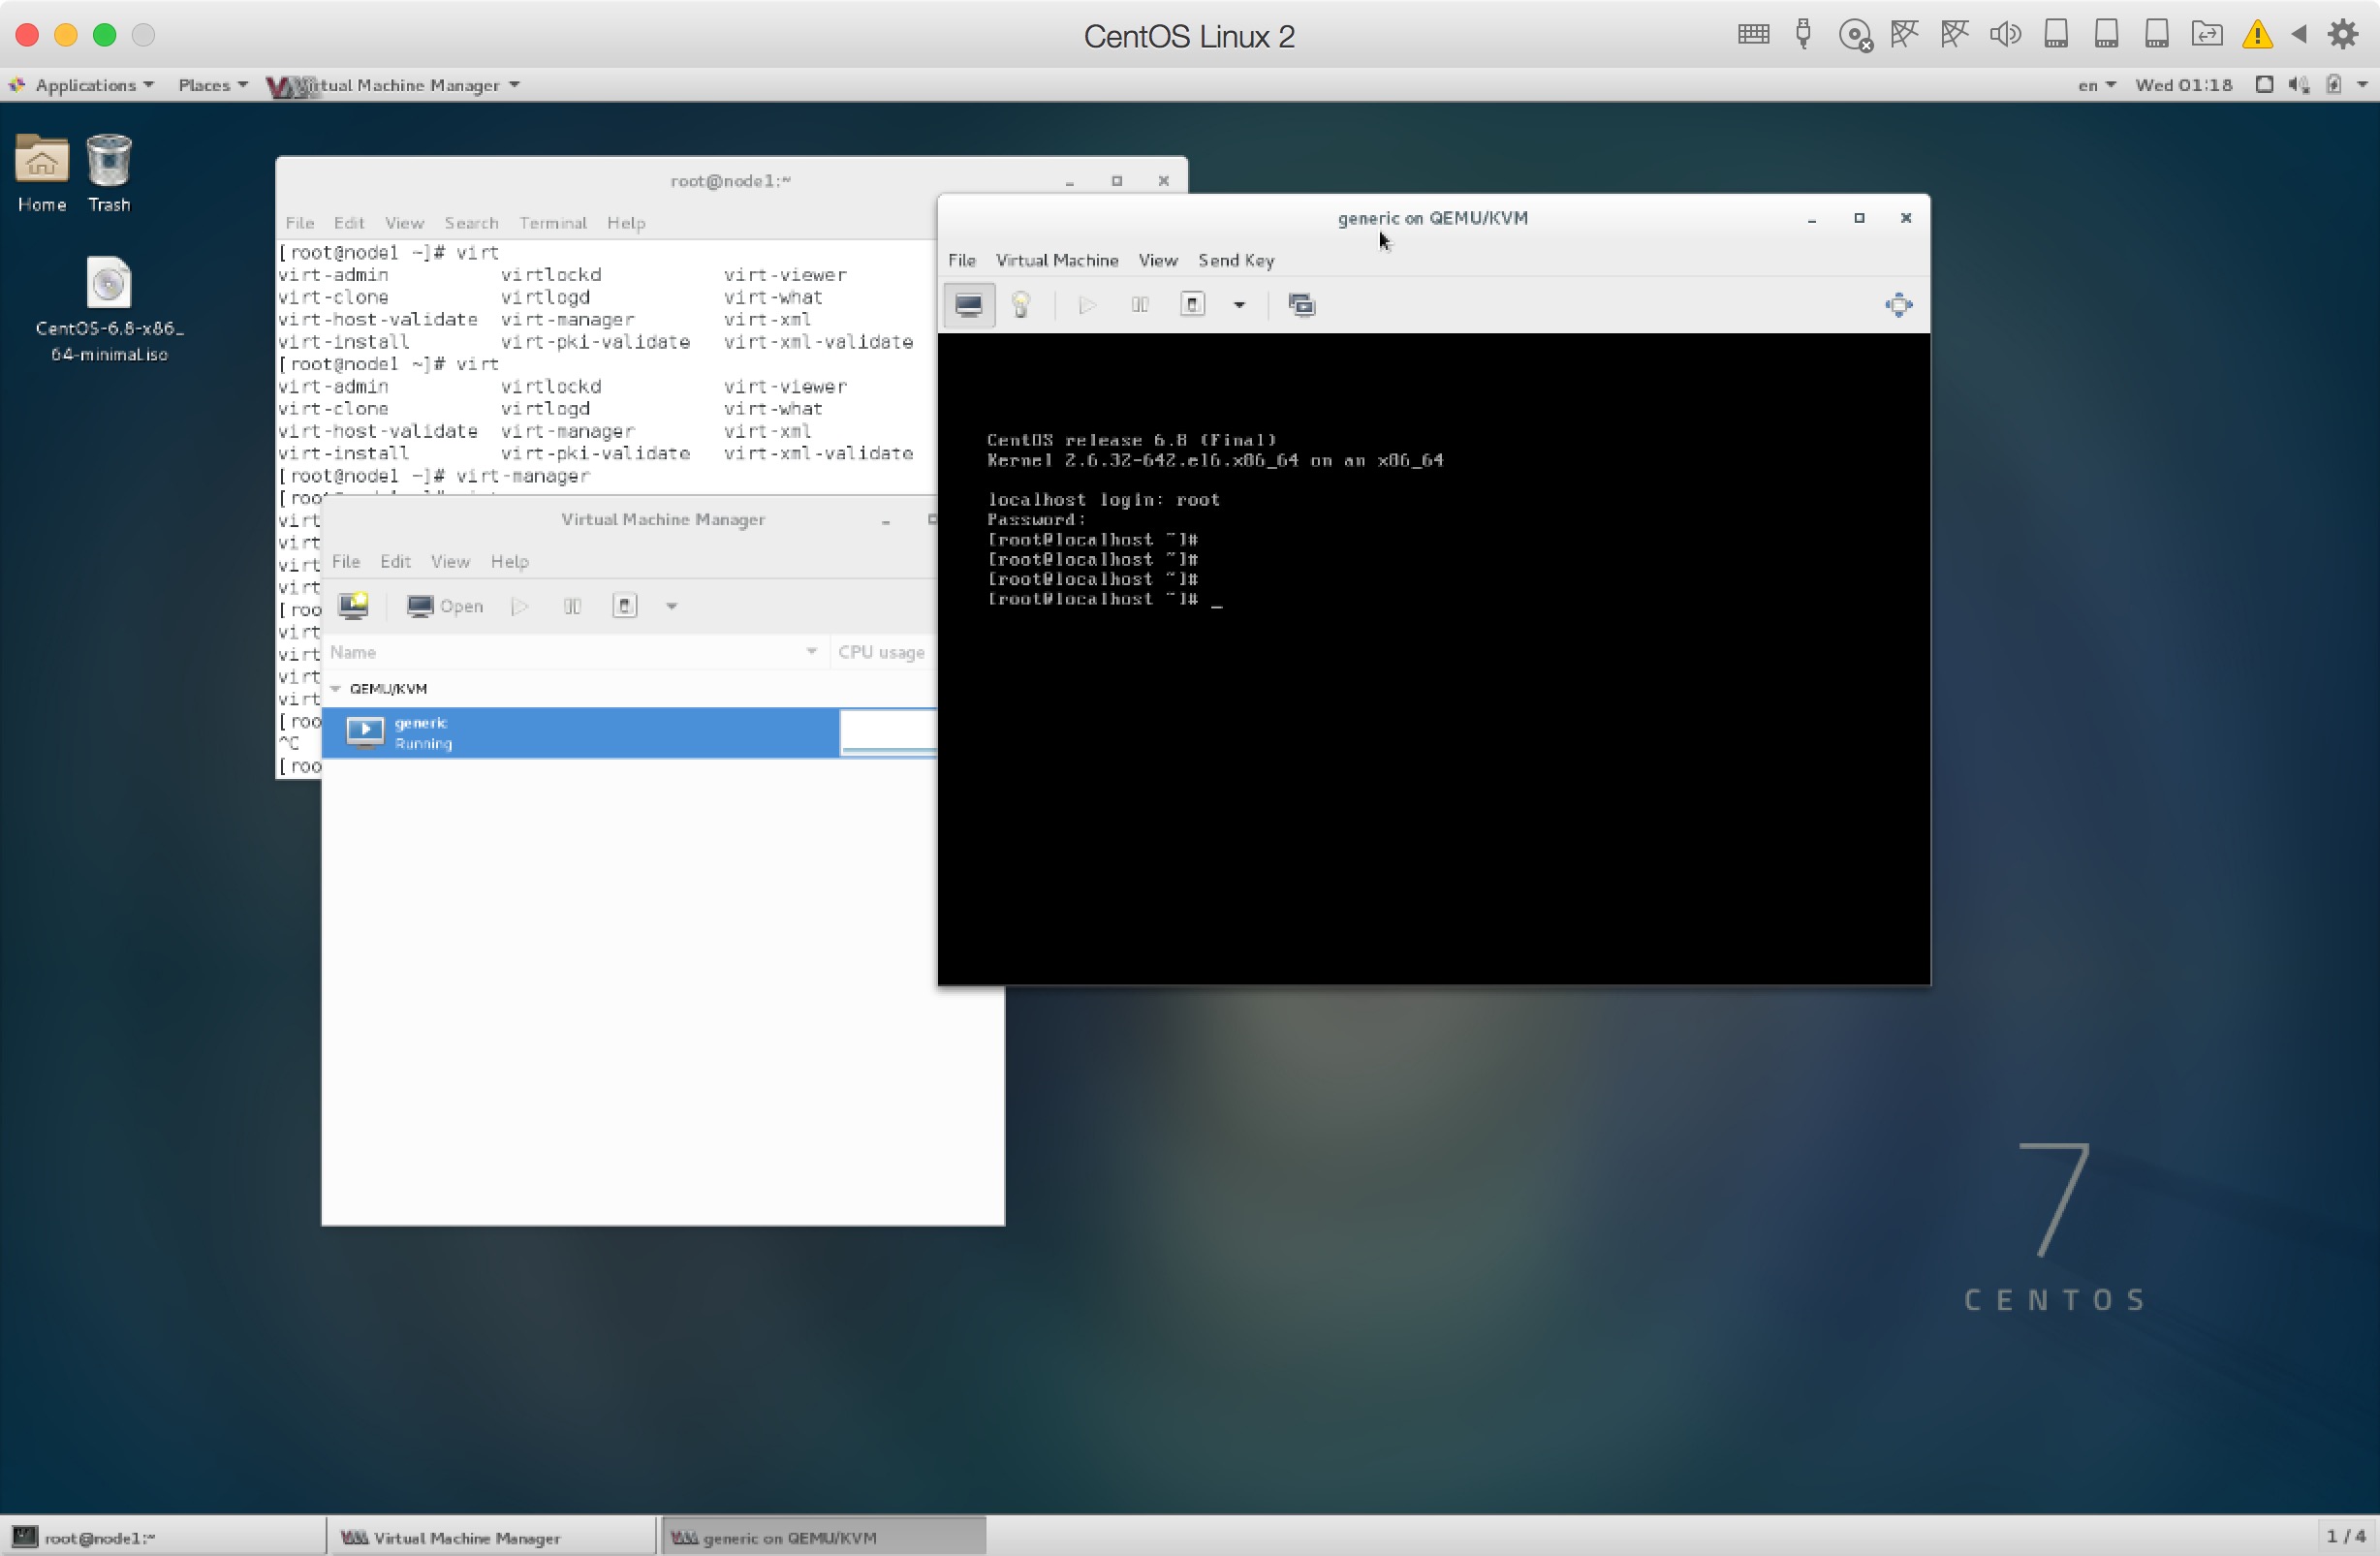 CentOS Linux 2
Applications Places Virtual Machine Manager en Wed 01:18
Home Trash
CentOS-6.8-x86_
64-minimal.iso
root@node1:~
File Edit View Search Terminal Help
[root@node1 ~]# virt
virt-admin virtlockd virt-viewer
virt-clone virtlogd virt-what
virt-host-validate virt-manager virt-xml
virt-install virt-pki-validate virt-xml-validate
[root@node1 ~]# virt
virt-admin virtlockd virt-viewer
virt-clone virtlogd virt-what
virt-host-validate virt-manager virt-xml
virt-install virt-pki-validate virt-xml-validate
[root@node1 ~]# virt-manager
[roo
virt
virt
virt
virt
[roo
virt
virt
virt
virt
[roo
^C
[roo
Virtual Machine Manager
File Edit View Help
Open
Name CPU usage
QEMU/KVM
generic
Running
generic on QEMU/KVM
File Virtual Machine View Send Key
CentOS release 6.8 (Final)
Kernel 2.6.32-642.el6.x86_64 on an x86_64
localhost login: root
Password:
[root@localhost ~]#
[root@localhost ~]#
[root@localhost ~]#
[root@localhost ~]# _
7
CENTOS
root@node1:~ Virtual Machine Manager generic on QEMU/KVM 1 / 4